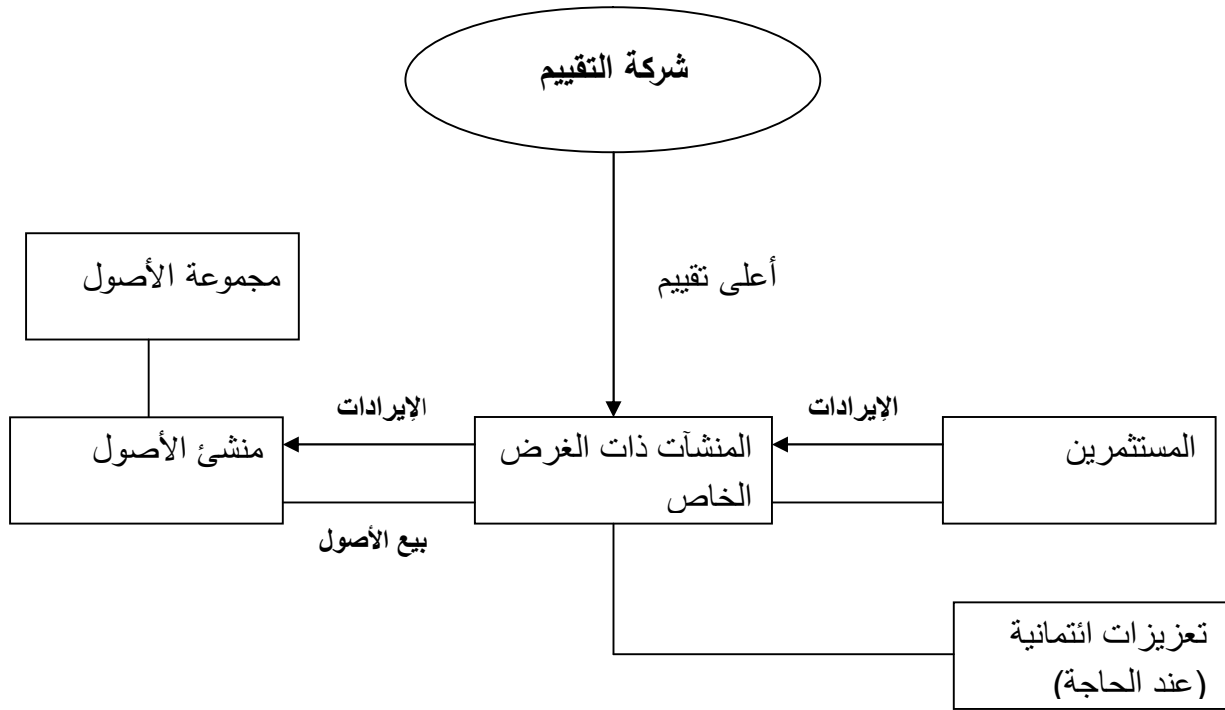 شركة التقييم
مجموعة الأصول
أعلى تقييم
الإيرادات
الإيرادات
المستثمرين
المنشآت ذات الغرض
الخاص
منشئ الأصول
بيع الأصول
تعزيزات ائتمانية
(عند الحاجة)